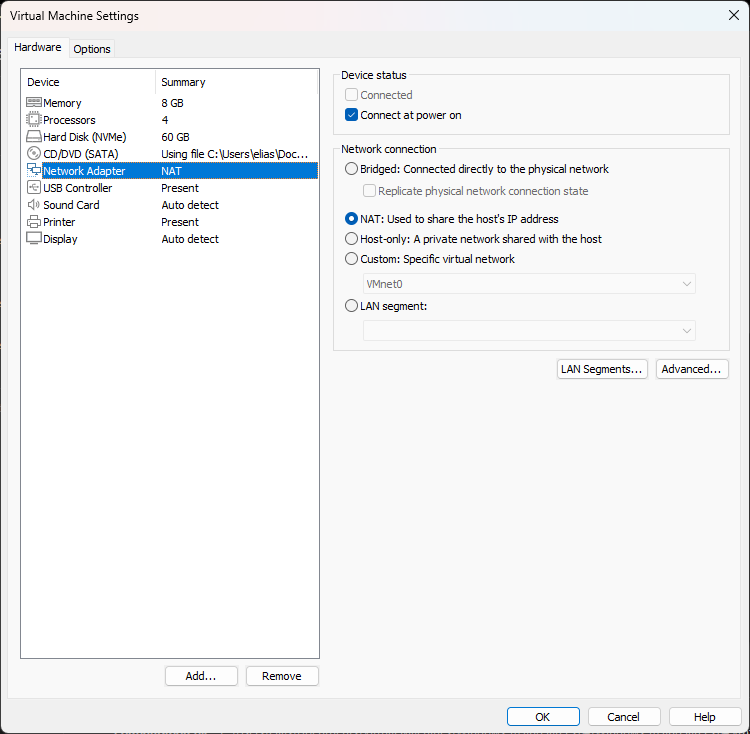 Virtual Machine Settings
Hardware Options
Device Summary
Memory 8 GB
Processors 4
Hard Disk (NVMe) 60 GB
CD/DVD (SATA) Using file C:\Users\elias\Doc...
Network Adapter NAT
USB Controller Present
Sound Card Auto detect
Printer Present
Display Auto detect
Add... Remove
Device status
Connected
Connect at power on
Network connection
Bridged: Connected directly to the physical network
Replicate physical network connection state
NAT: Used to share the host's IP address
Host-only: A private network shared with the host
Custom: Specific virtual network
VMnet0
LAN segment:
LAN Segments... Advanced...
OK Cancel Help